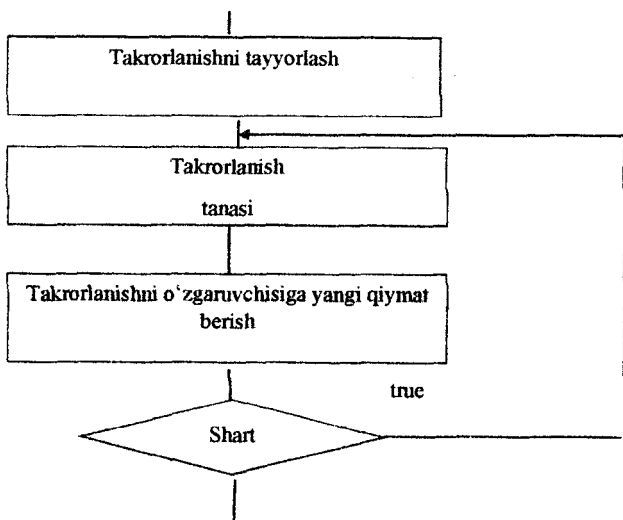 Takrorlanishni tayyorlash
Takrorlanish
tanasi
Takrorlanishni o‘zgaruvchisiga yangi qiymat
berish
true
Shart